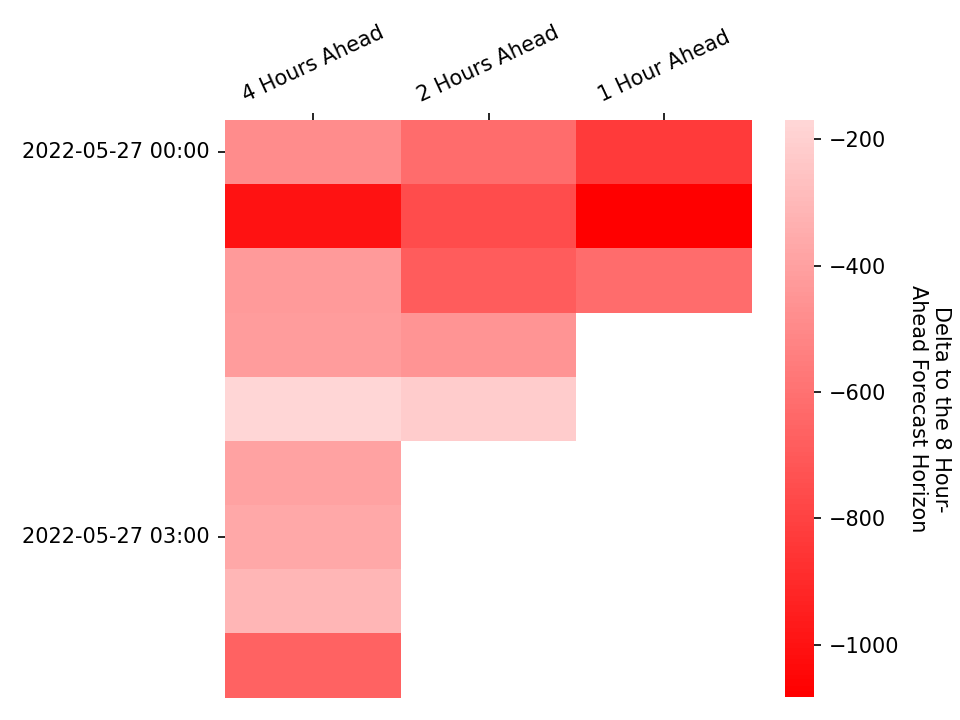 4 Hours Ahead
2 Hours Ahead
1 Hour Ahead
2022-05-27 00:00
2022-05-27 03:00
−200
−400
−600
−800
−1000
Delta to the 8 Hour-
Ahead Forecast Horizon